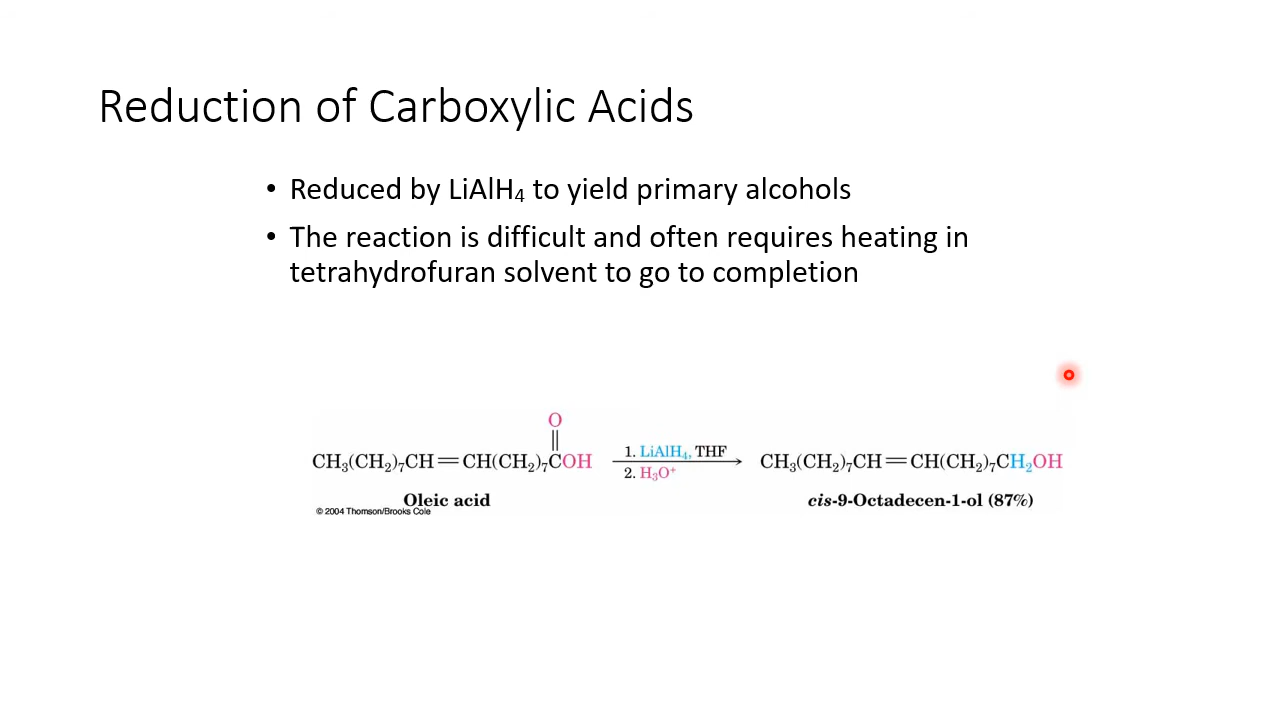 Reduction of Carboxylic Acids
• Reduced by LiAlH₄ to yield primary alcohols
• The reaction is difficult and often requires heating in
tetrahydrofuran solvent to go to completion
O
||
CH₃(CH₂)₇CH=CH(CH₂)₇COH
1. LiAlH₄, THF
2. H₃O⁺
CH₃(CH₂)₇CH=CH(CH₂)₇CH₂OH
Oleic acid
cis-9-Octadecen-1-ol (87%)
© 2004 Thomson/Brooks Cole